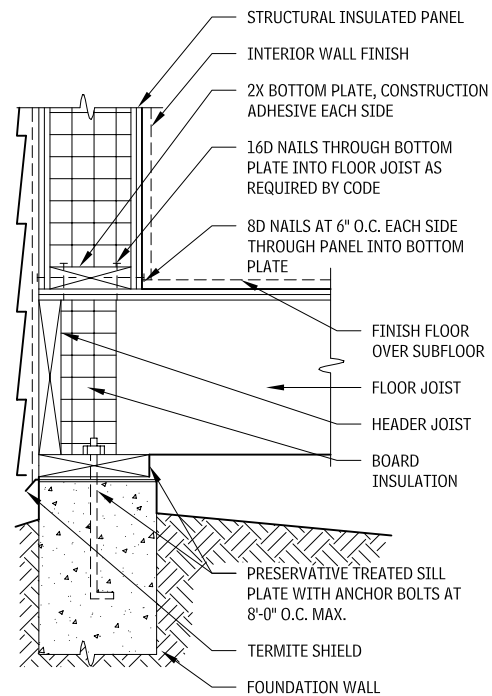 STRUCTURAL INSULATED PANEL
INTERIOR WALL FINISH
2X BOTTOM PLATE, CONSTRUCTION
ADHESIVE EACH SIDE
16D NAILS THROUGH BOTTOM
PLATE INTO FLOOR JOIST AS
REQUIRED BY CODE
8D NAILS AT 6" O.C. EACH SIDE
THROUGH PANEL INTO BOTTOM
PLATE
FINISH FLOOR
OVER SUBFLOOR
FLOOR JOIST
HEADER JOIST
BOARD
INSULATION
PRESERVATIVE TREATED SILL
PLATE WITH ANCHOR BOLTS AT
8'-0" O.C. MAX.
TERMITE SHIELD
FOUNDATION WALL